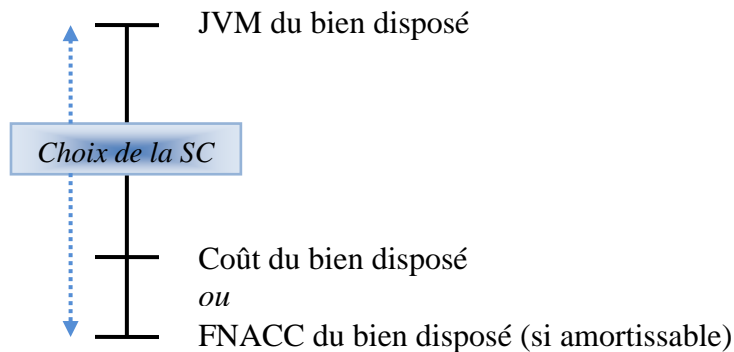 JVM du bien disposé
Choix de la SC
Coût du bien disposé
ou
FNACC du bien disposé (si amortissable)